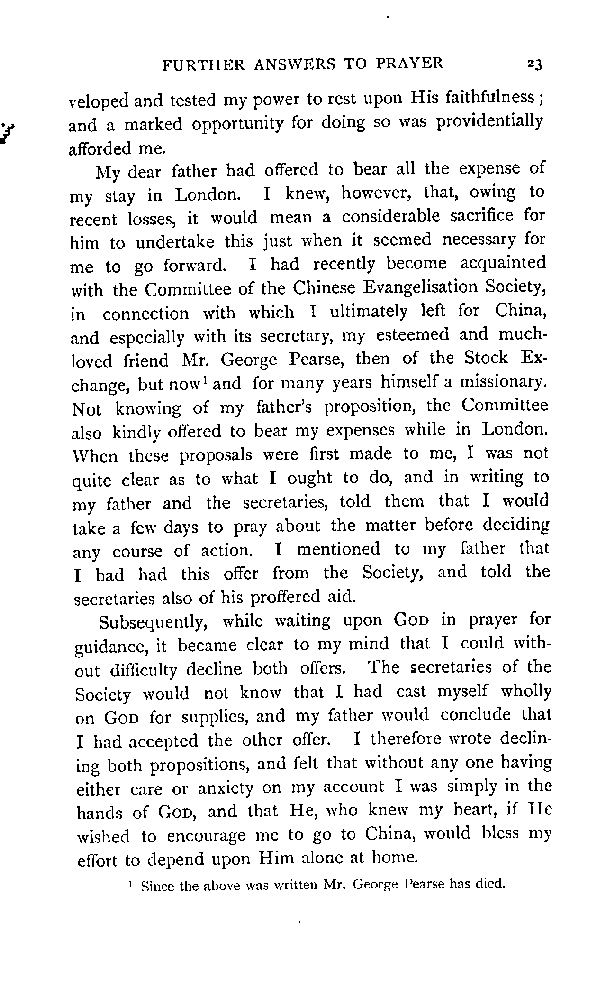 FURTHER ANSWERS TO PRAYER 23
veloped and tested my power to rest upon His faithfulness;
and a marked opportunity for doing so was providentially
afforded me.
My dear father had offered to bear all the expense of
my stay in London. I knew, however, that, owing to
recent losses, it would mean a considerable sacrifice for
him to undertake this just when it seemed necessary for
me to go forward. I had recently become acquainted
with the Committee of the Chinese Evangelisation Society,
in connection with which I ultimately left for China,
and especially with its secretary, my esteemed and much-
loved friend Mr. George Pearse, then of the Stock Ex-
change, but now¹ and for many years himself a missionary.
Not knowing of my father's proposition, the Committee
also kindly offered to bear my expenses while in London.
When these proposals were first made to me, I was not
quite clear as to what I ought to do, and in writing to
my father and the secretaries, told them that I would
take a few days to pray about the matter before deciding
any course of action. I mentioned to my father that
I had had this offer from the Society, and told the
secretaries also of his proffered aid.
Subsequently, while waiting upon GOD in prayer for
guidance, it became clear to my mind that I could with-
out difficulty decline both offers. The secretaries of the
Society would not know that I had cast myself wholly
on GOD for supplies, and my father would conclude that
I had accepted the other offer. I therefore wrote declin-
ing both propositions, and felt that without any one having
either care or anxiety on my account I was simply in the
hands of GOD, and that He, who knew my heart, if He
wished to encourage me to go to China, would bless my
effort to depend upon Him alone at home.
¹ Since the above was written Mr. George Pearse has died.